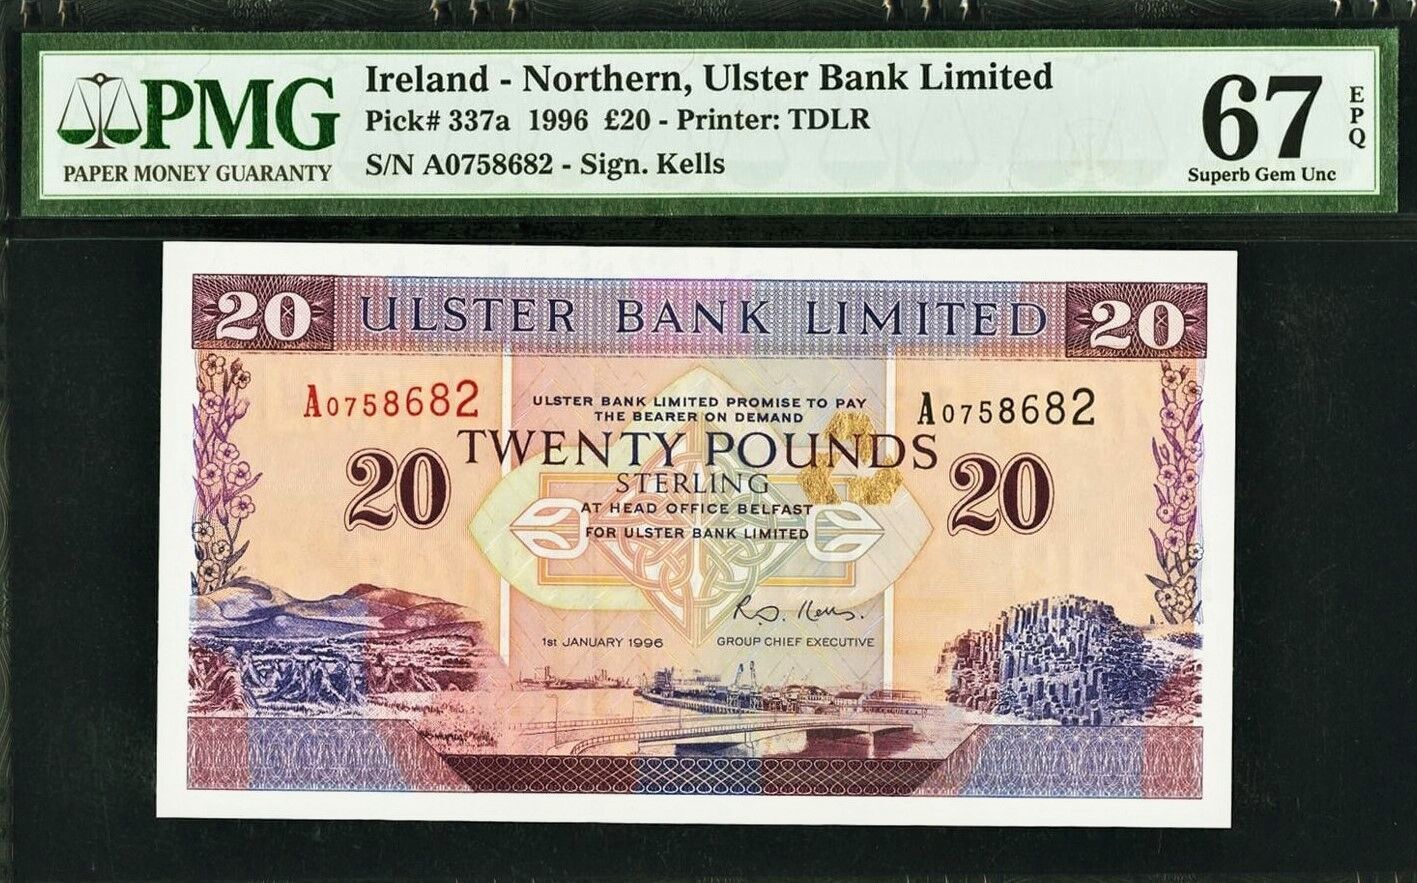 PMG
PAPER MONEY GUARANTY
Ireland - Northern, Ulster Bank Limited
Pick# 337a 1996 £20 - Printer: TDLR
S/N A0758682 - Sign. Kells
67
EPQ
Superb Gem Unc
20 ULSTER BANK LIMITED 20
A0758682
A0758682
ULSTER BANK LIMITED PROMISE TO PAY
THE BEARER ON DEMAND
TWENTY POUNDS
20
STERLING
20
AT HEAD OFFICE BELFAST
FOR ULSTER BANK LIMITED
R.D. Kells.
1st JANUARY 1996 GROUP CHIEF EXECUTIVE